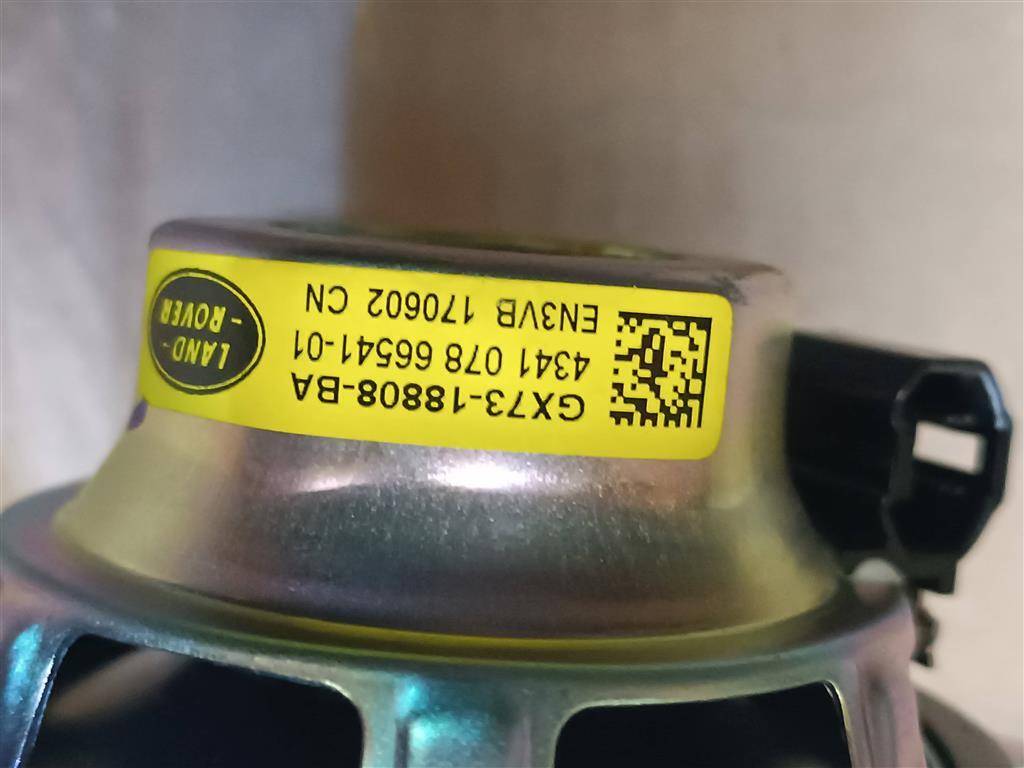 GX73-18808-BA
4341 078 66541-01
EN3VB 170602 CN
LAND-
-ROVER